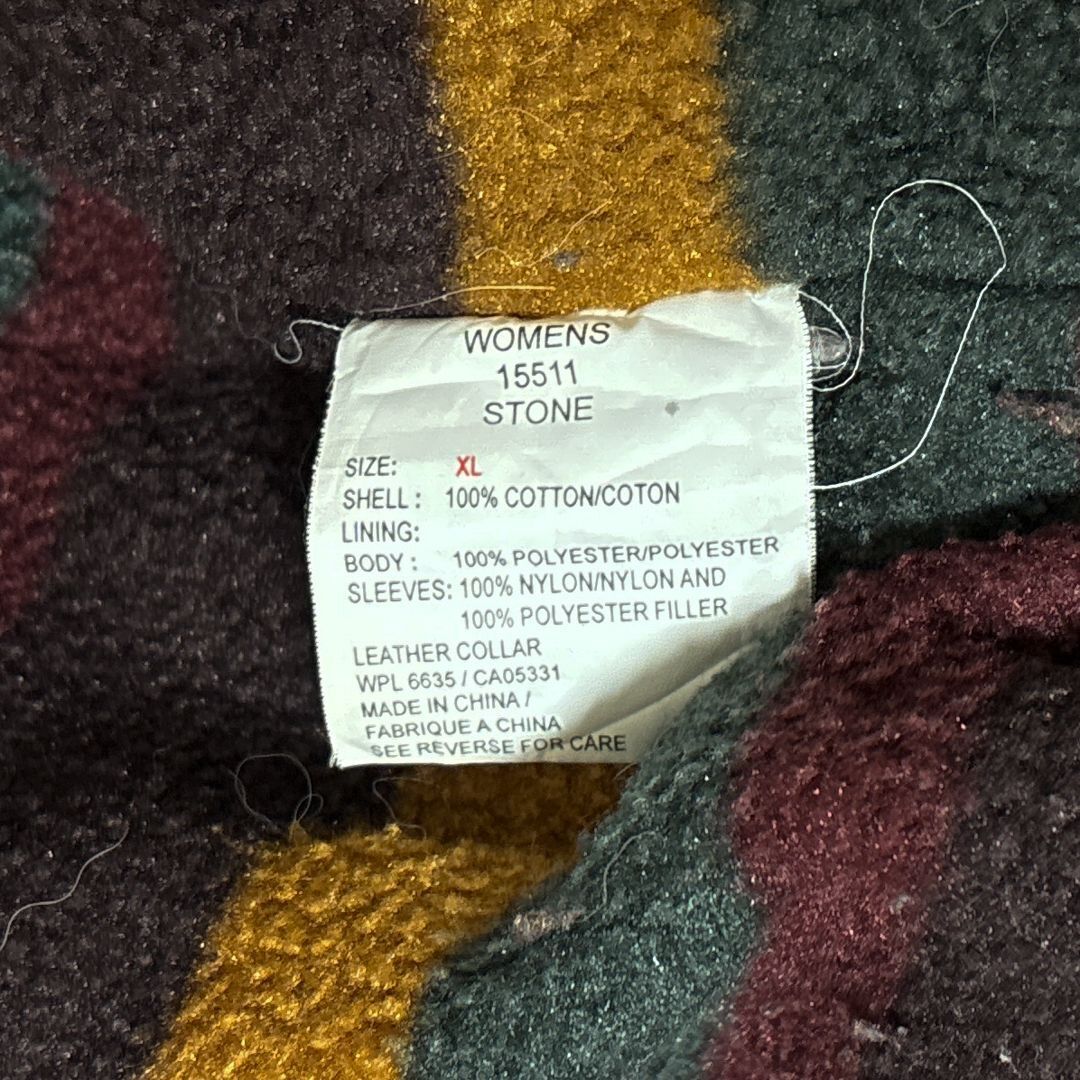 WOMENS
15511
STONE
SIZE: XL
SHELL: 100% COTTON/COTON
LINING:
BODY: 100% POLYESTER/POLYESTER
SLEEVES: 100% NYLON/NYLON AND
100% POLYESTER FILLER
LEATHER COLLAR
WPL 6635 / CA05331
MADE IN CHINA /
FABRIQUE A CHINA
SEE REVERSE FOR CARE